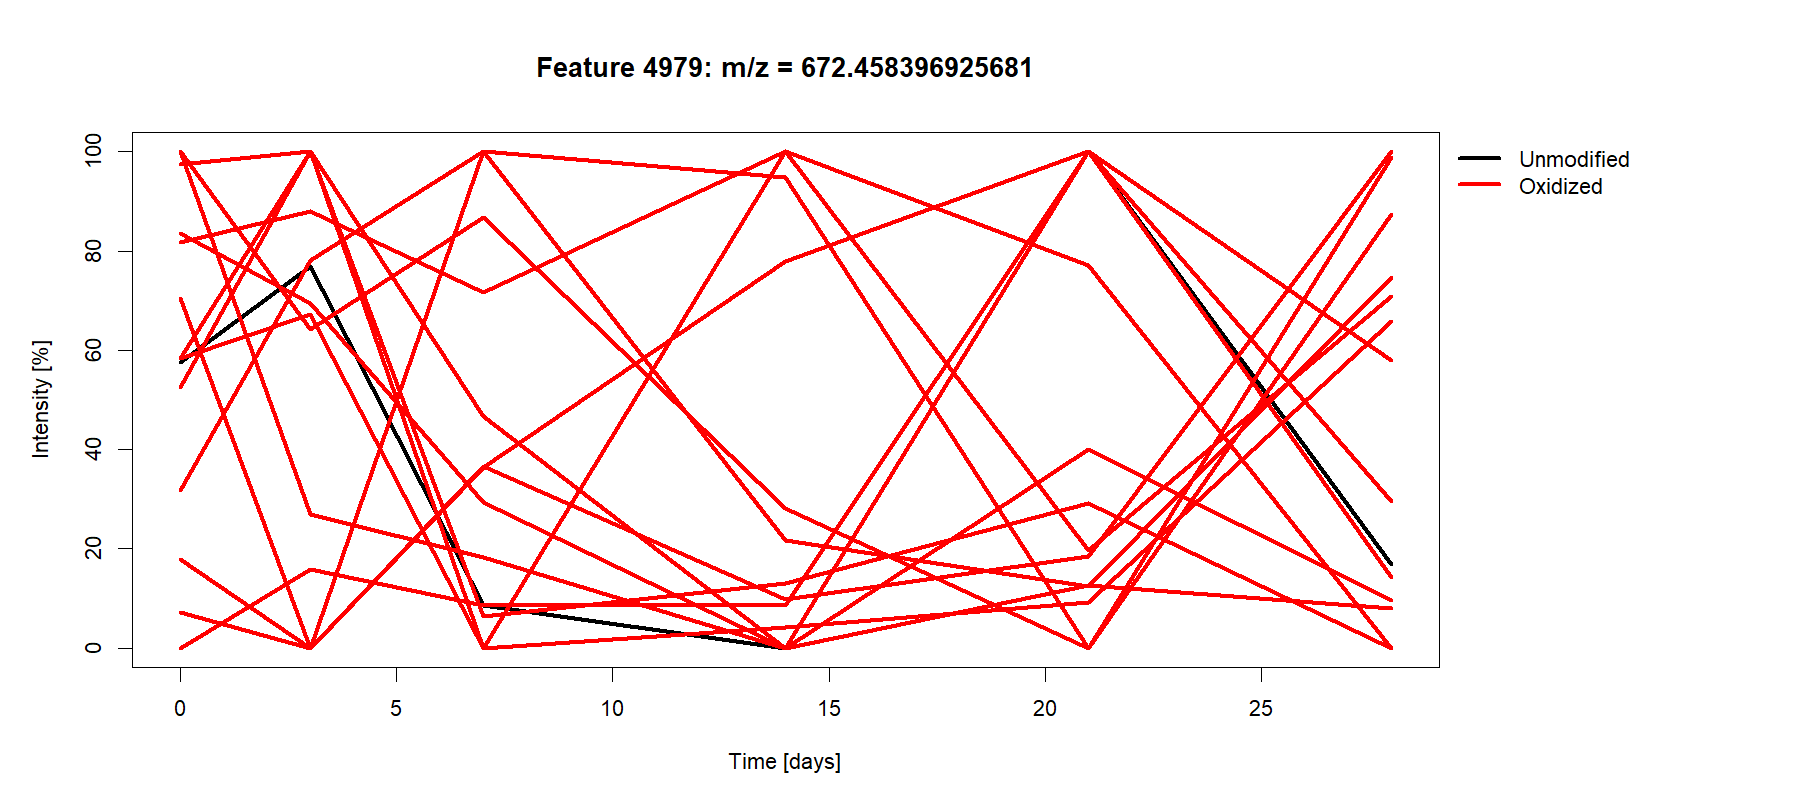 Feature 4979: m/z = 672.458396925681
Unmodified
Oxidized
Intensity [%]
100
80
60
40
20
0
0 5 10 15 20 25
Time [days]